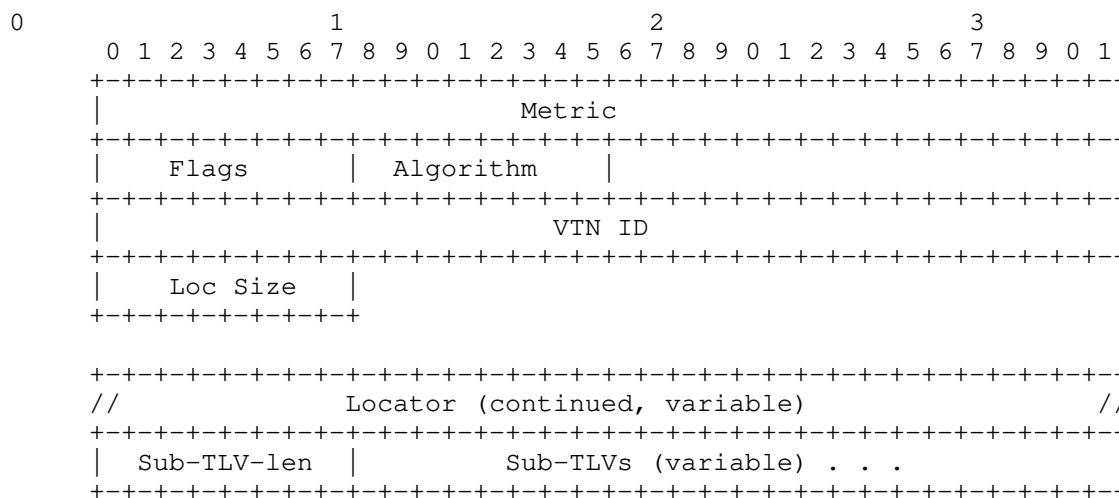 0                   1                   2                   3
 0 1 2 3 4 5 6 7 8 9 0 1 2 3 4 5 6 7 8 9 0 1 2 3 4 5 6 7 8 9 0 1
+-+-+-+-+-+-+-+-+-+-+-+-+-+-+-+-+-+-+-+-+-+-+-+-+-+-+-+-+-+-+-+--
|                          Metric
+-+-+-+-+-+-+-+-+-+-+-+-+-+-+-+-+-+-+-+-+-+-+-+-+-+-+-+-+-+-+-+--
|    Flags      |  Algorithm    |
+-+-+-+-+-+-+-+-+-+-+-+-+-+-+-+-+-+-+-+-+-+-+-+-+-+-+-+-+-+-+-+--
|                            VTN ID
+-+-+-+-+-+-+-+-+-+-+-+-+-+-+-+-+-+-+-+-+-+-+-+-+-+-+-+-+-+-+-+--
|    Loc Size   |
+-+-+-+-+-+-+-+-+
+-+-+-+-+-+-+-+-+-+-+-+-+-+-+-+-+-+-+-+-+-+-+-+-+-+-+-+-+-+-+-+--
//              Locator (continued, variable)                  //
+-+-+-+-+-+-+-+-+-+-+-+-+-+-+-+-+-+-+-+-+-+-+-+-+-+-+-+-+-+-+-+--
|  Sub-TLV-len  |         Sub-TLVs (variable) . . .
+-+-+-+-+-+-+-+-+-+-+-+-+-+-+-+-+-+-+-+-+-+-+-+-+-+-+-+-+-+-+-+--